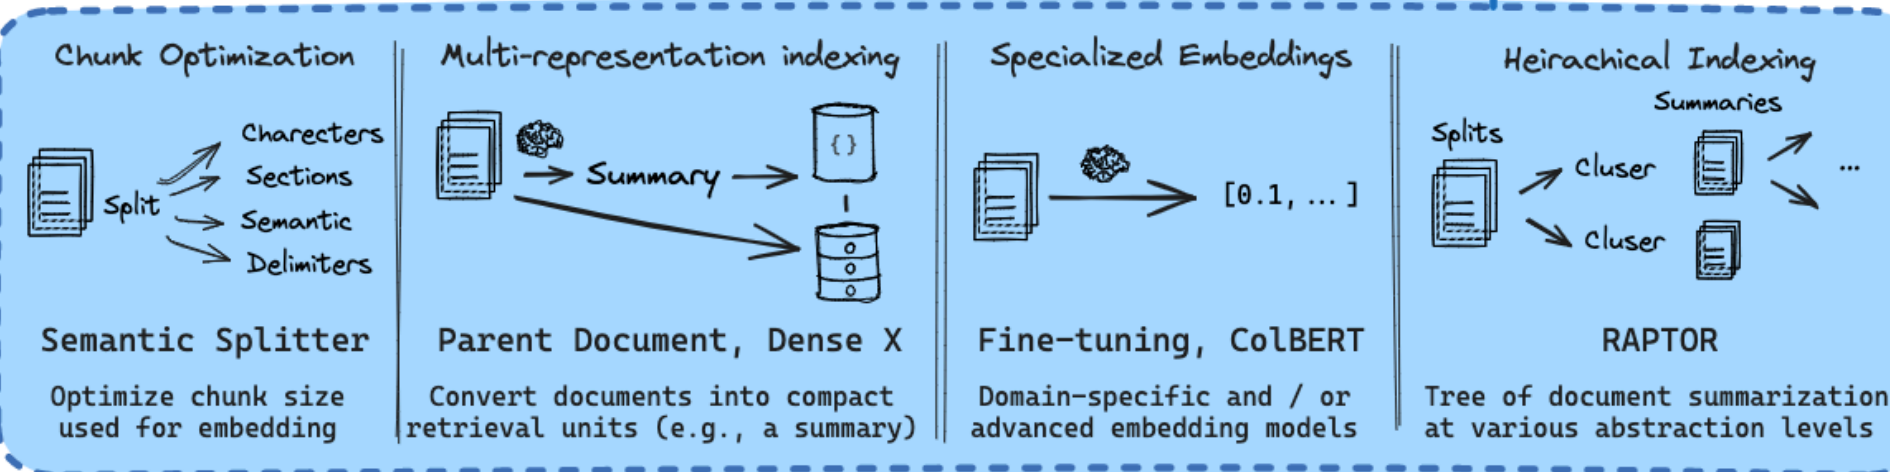 Chunk Optimization
Charecters
Sections
Split
Semantic
Delimiters
Semantic Splitter
Optimize chunk size
used for embedding
Multi-representation indexing
{}
Summary
Parent Document, Dense X
Convert documents into compact
retrieval units (e.g., a summary)
Specialized Embeddings
[0.1, ... ]
Fine-tuning, ColBERT
Domain-specific and / or
advanced embedding models
Heirachical Indexing
Summaries
Splits
Cluser
...
Cluser
RAPTOR
Tree of document summarization
at various abstraction levels